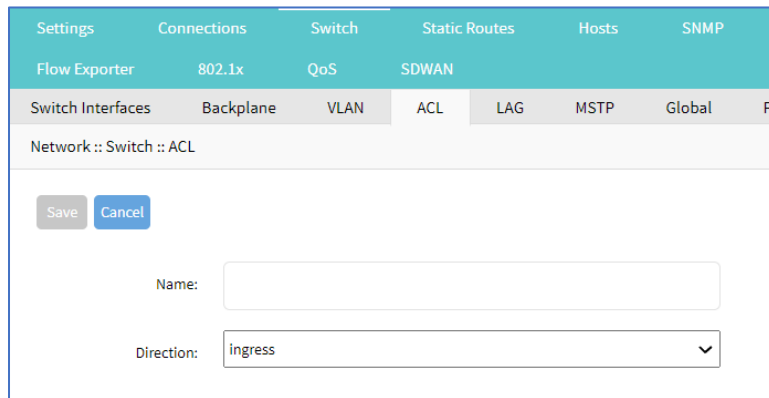 Settings Connections Switch Static Routes Hosts SNMP
Flow Exporter 802.1x QoS SDWAN
Switch Interfaces Backplane VLAN ACL LAG MSTP Global
Network :: Switch :: ACL
Save Cancel
Name:
Direction: ingress